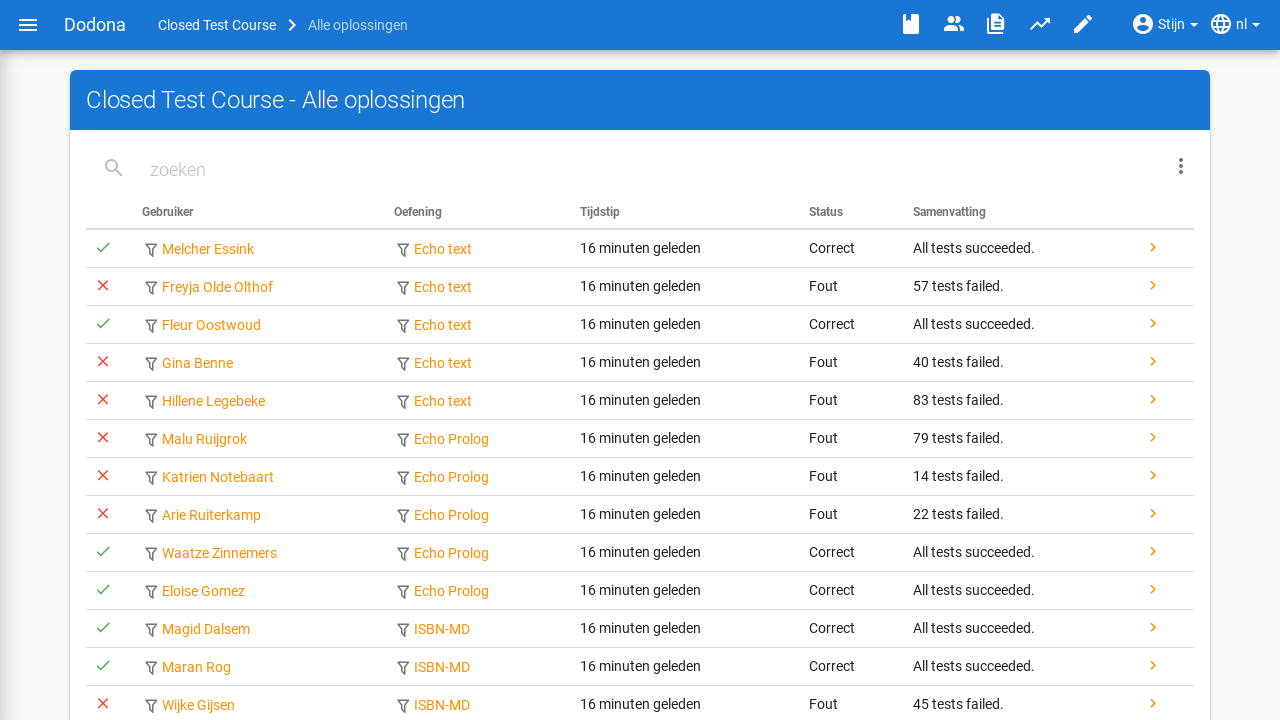 Dodona Closed Test Course Alle oplossingen Stijn nl
Closed Test Course - Alle oplossingen
zoeken
Gebruiker Oefening Tijdstip Status Samenvatting
Melcher Essink Echo text 16 minuten geleden Correct All tests succeeded.
Freyja Olde Olthof Echo text 16 minuten geleden Fout 57 tests failed.
Fleur Oostwoud Echo text 16 minuten geleden Correct All tests succeeded.
Gina Benne Echo text 16 minuten geleden Fout 40 tests failed.
Hillene Legebeke Echo text 16 minuten geleden Fout 83 tests failed.
Malu Ruijgrok Echo Prolog 16 minuten geleden Fout 79 tests failed.
Katrien Notebaart Echo Prolog 16 minuten geleden Fout 14 tests failed.
Arie Ruiterkamp Echo Prolog 16 minuten geleden Fout 22 tests failed.
Waatze Zinnemers Echo Prolog 16 minuten geleden Correct All tests succeeded.
Eloise Gomez Echo Prolog 16 minuten geleden Correct All tests succeeded.
Magid Dalsem ISBN-MD 16 minuten geleden Correct All tests succeeded.
Maran Rog ISBN-MD 16 minuten geleden Correct All tests succeeded.
Wijke Gijsen ISBN-MD 16 minuten geleden Fout 45 tests failed.